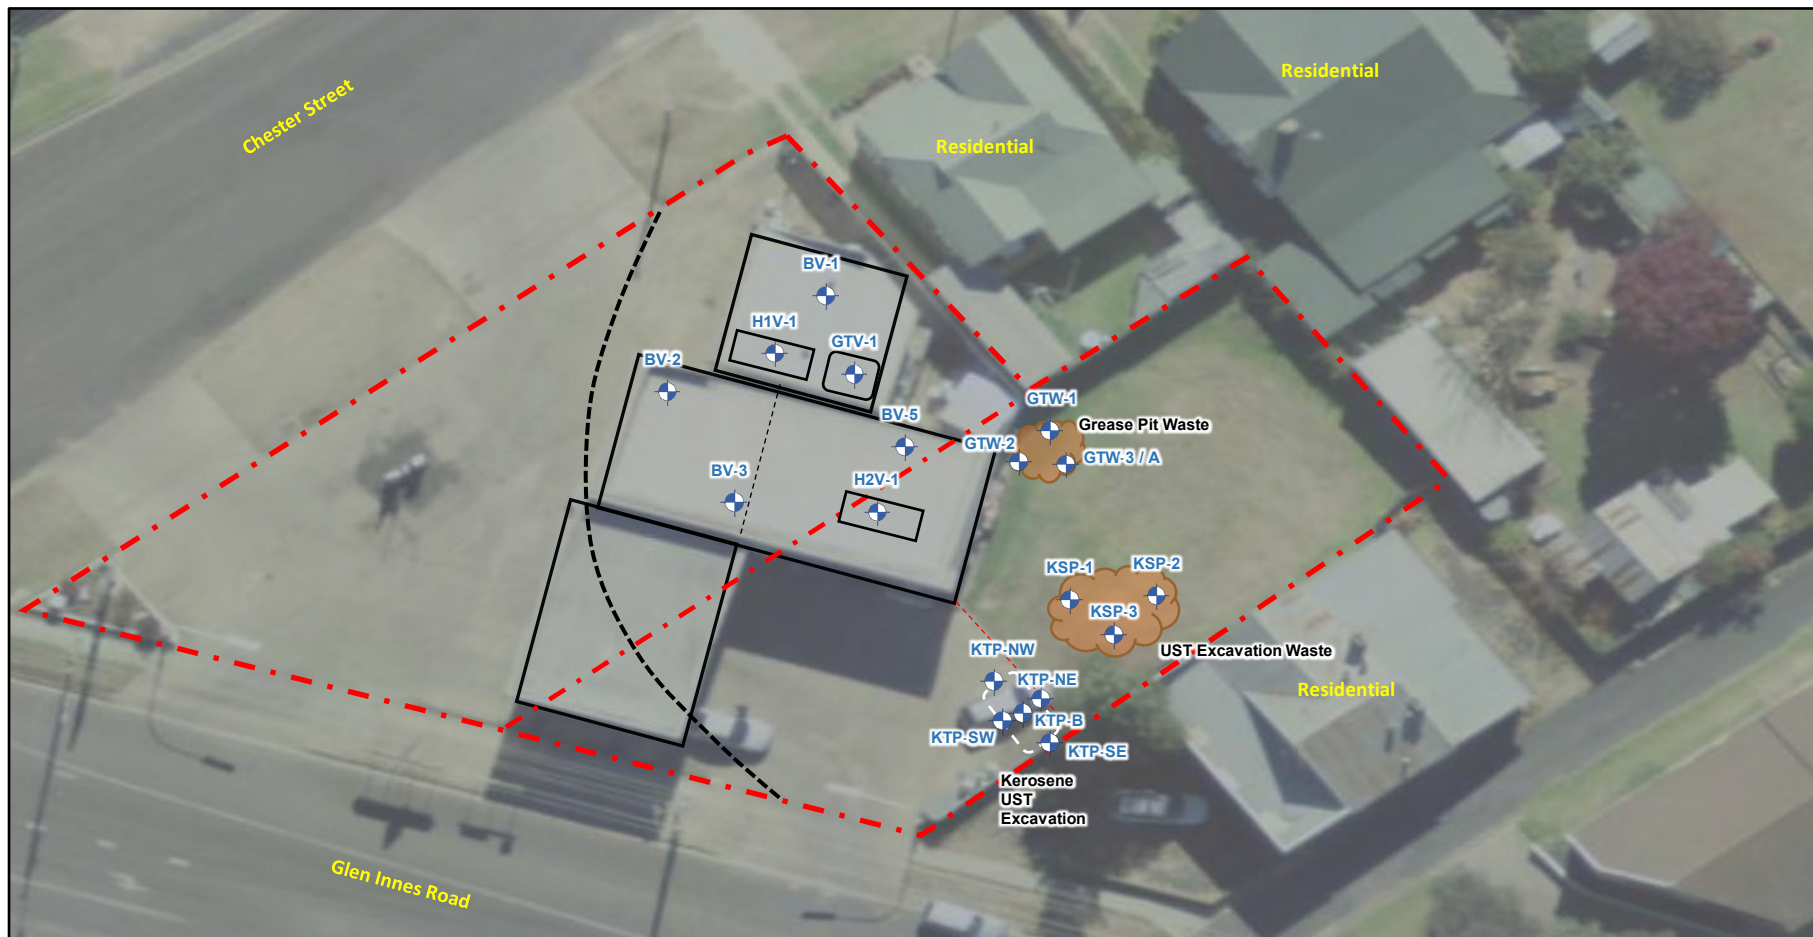 Residential
Chester Street
Residential
BV-1
H1V-1
GTV-1
BV-2
GTW-1
BV-5
Grease Pit Waste
GTW-2
GTW-3 / A
BV-3
H2V-1
KSP-1
KSP-2
KSP-3
KTP-NW
UST Excavation Waste
KTP-NE
Residential
KTP-B
KTP-SW
KTP-SE
Kerosene
UST
Excavation
Glen Innes Road